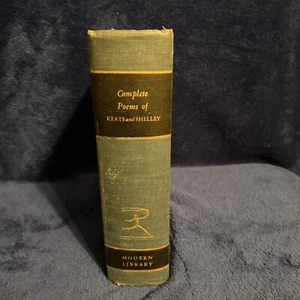 Complete
Poems of
KEATS and SHELLEY
MODERN
LIBRARY